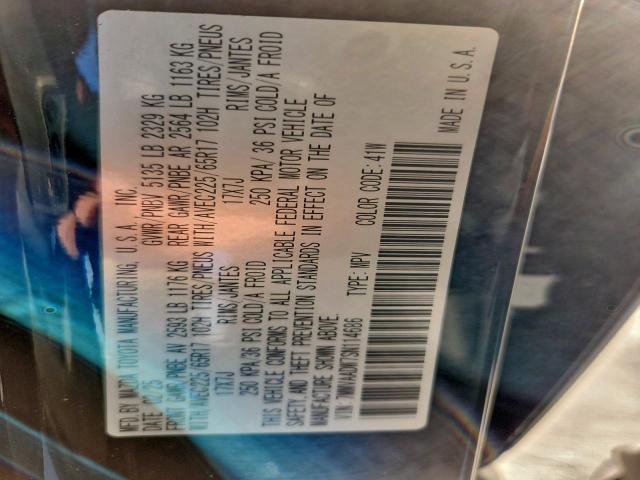 MFD. BY MAZDA TOYOTA MANUFACTURING, U.S.A., INC.
DATE: 02/25 GVWR/PNBV 5135 LB 2329 KG
FRONT GAWR/PNBE AV 2593 LB 1176 KG REAR GAWR/PNBE AR 2564 LB 1163 KG
WITH/AVEC225/65R17 102H TIRES/PNEUS WITH/AVEC225/65R17 102H TIRES/PNEUS
17X7J RIMS/JANTES 17X7J RIMS/JANTES
250 KPA/36 PSI COLD/A FROID 250 KPA/ 36 PSI COLD/A FROID
THIS VEHICLE CONFORMS TO ALL APPLICABLE FEDERAL MOTOR VEHICLE
SAFETY, AND THEFT PREVENTION STANDARDS IN EFFECT ON THE DATE OF
MANUFACTURE SHOWN ABOVE.
VIN: TYPE: MPV COLOR CODE: 41W
MADE IN U.S.A.